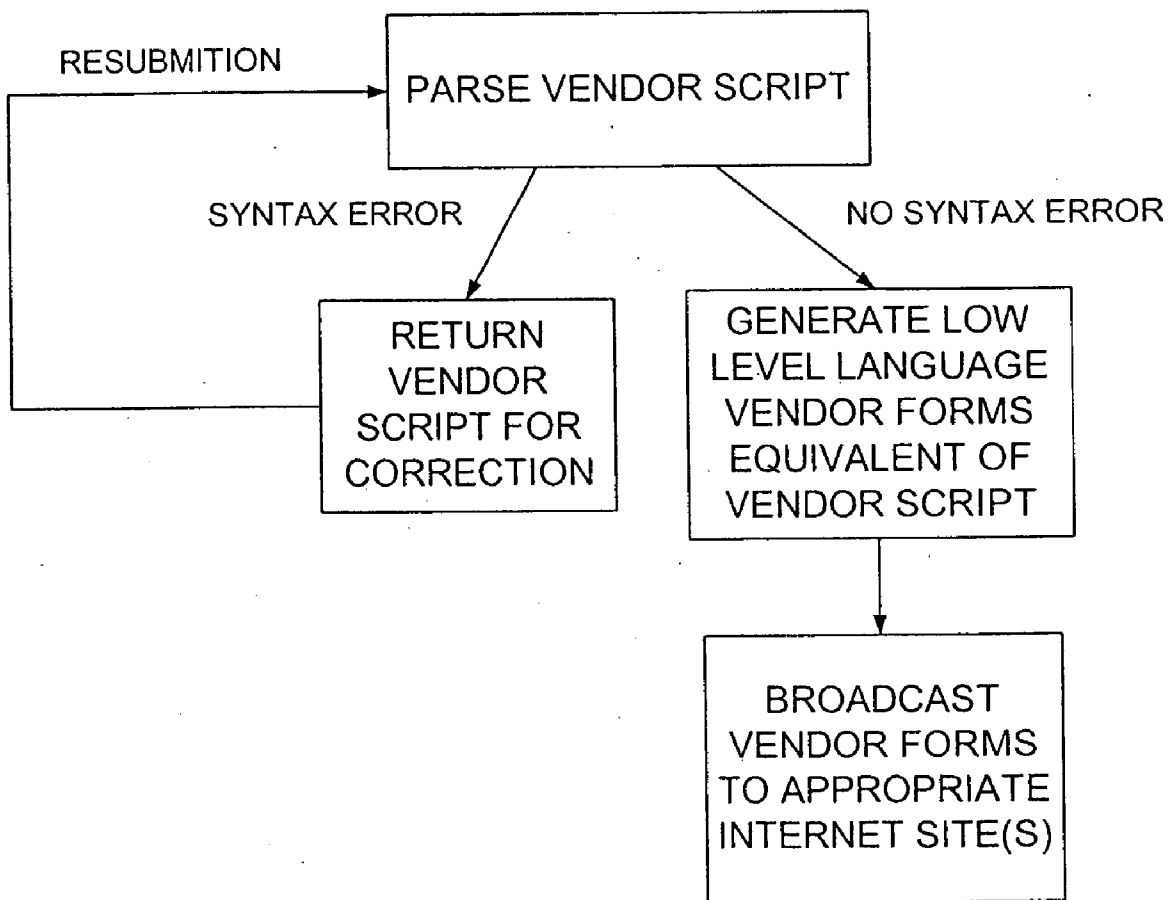 RESUBMITION
PARSE VENDOR SCRIPT
SYNTAX ERROR
NO SYNTAX ERROR
RETURN
VENDOR
SCRIPT FOR
CORRECTION
GENERATE LOW
LEVEL LANGUAGE
VENDOR FORMS
EQUIVALENT OF
VENDOR SCRIPT
BROADCAST
VENDOR FORMS
TO APPROPRIATE
INTERNET SITE(S)